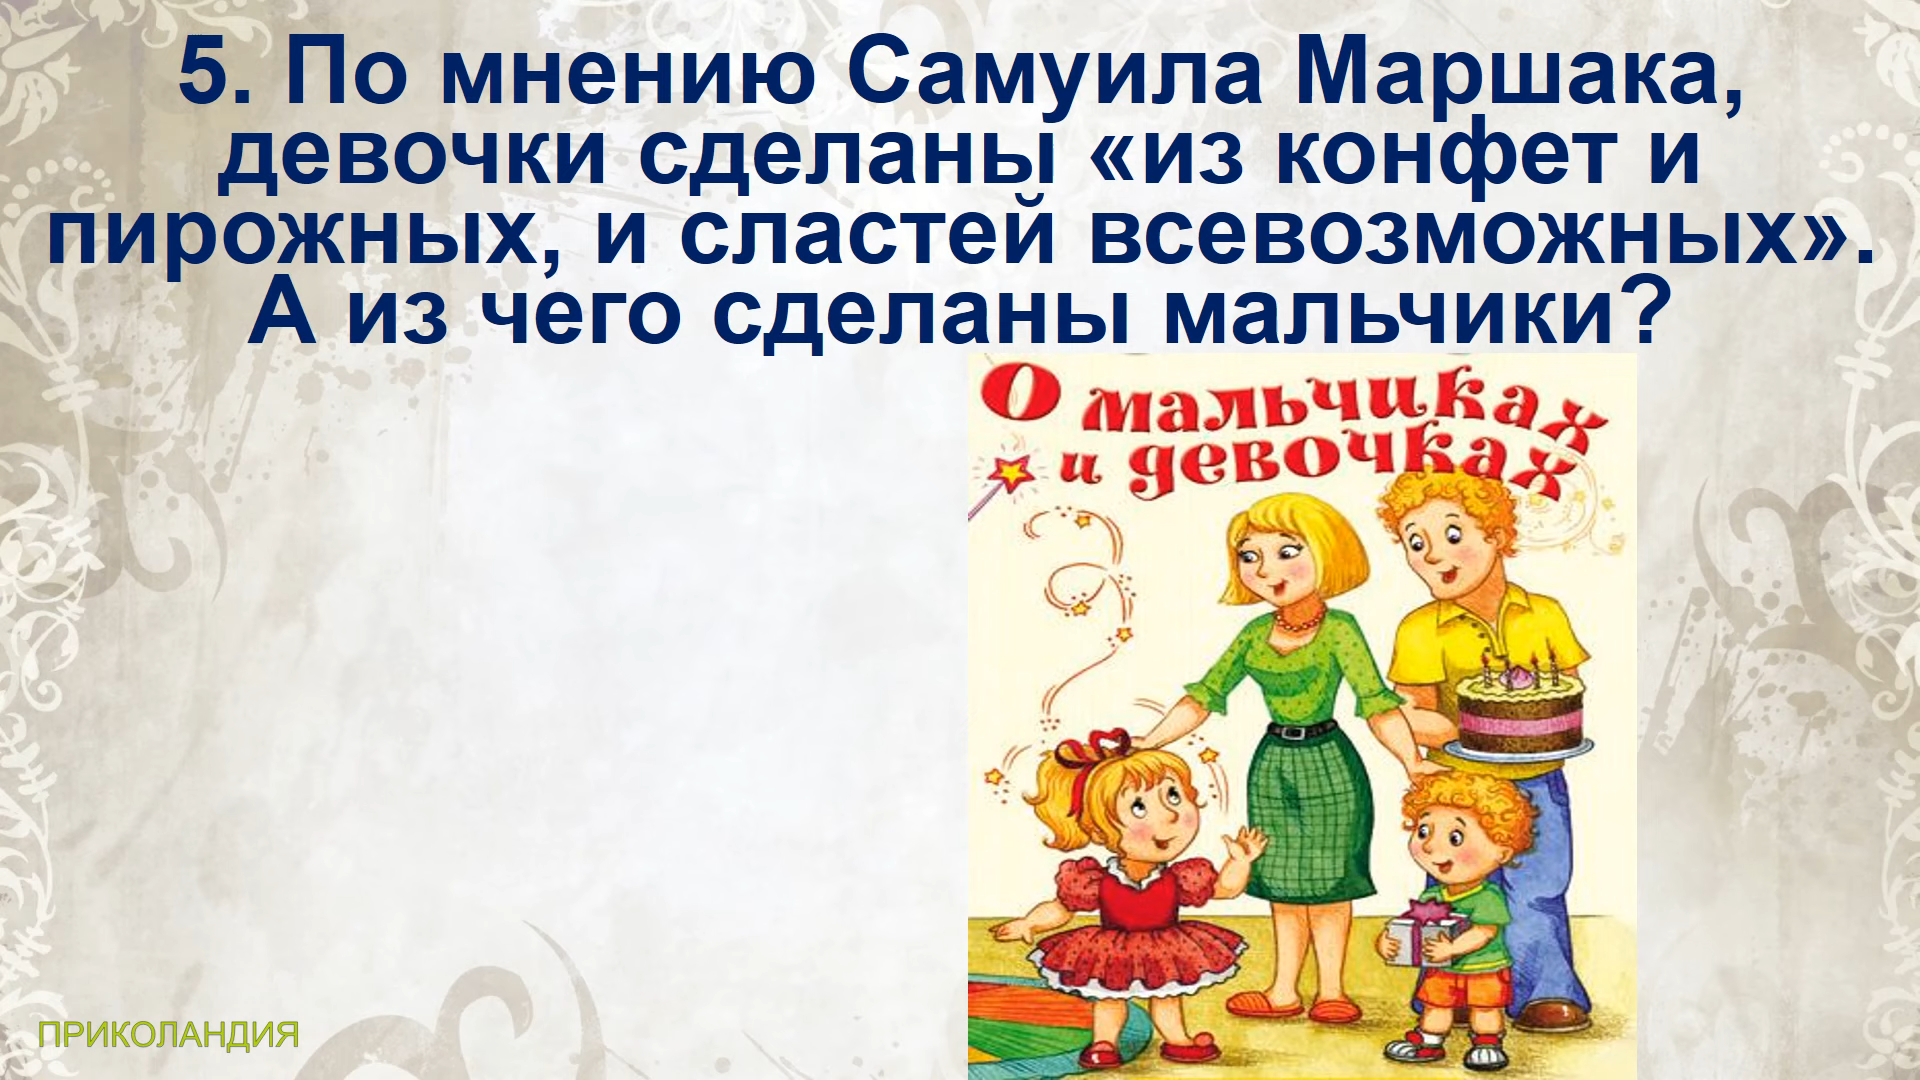 5. По мнению Самуила Маршака,
девочки сделаны «из конфет и
пирожных, и сластей всевозможных».
А из чего сделаны мальчики?
О мальчиках
и девочках
ПРИКОЛАНДИЯ